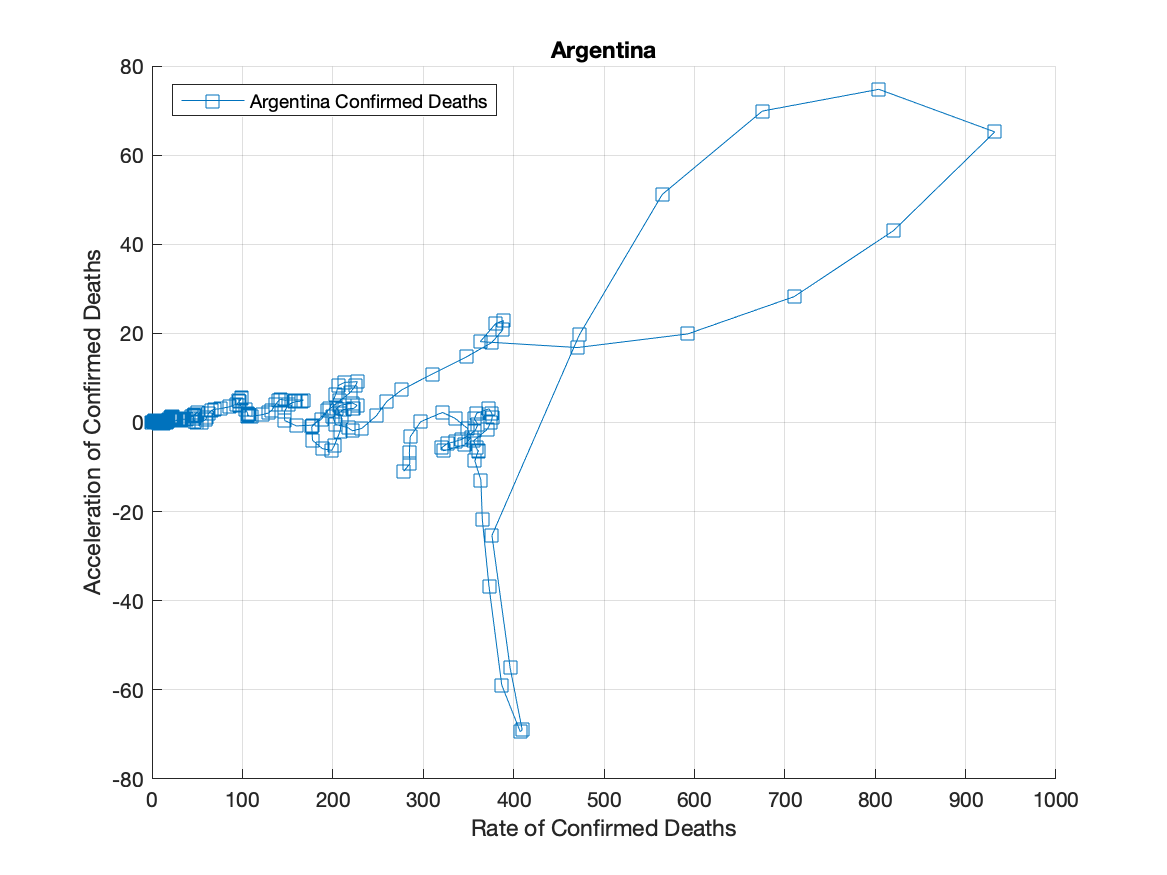 Argentina
Argentina Confirmed Deaths
80
60
40
20
0
-20
-40
-60
-80
Acceleration of Confirmed Deaths
0 100 200 300 400 500 600 700 800 900 1000
Rate of Confirmed Deaths